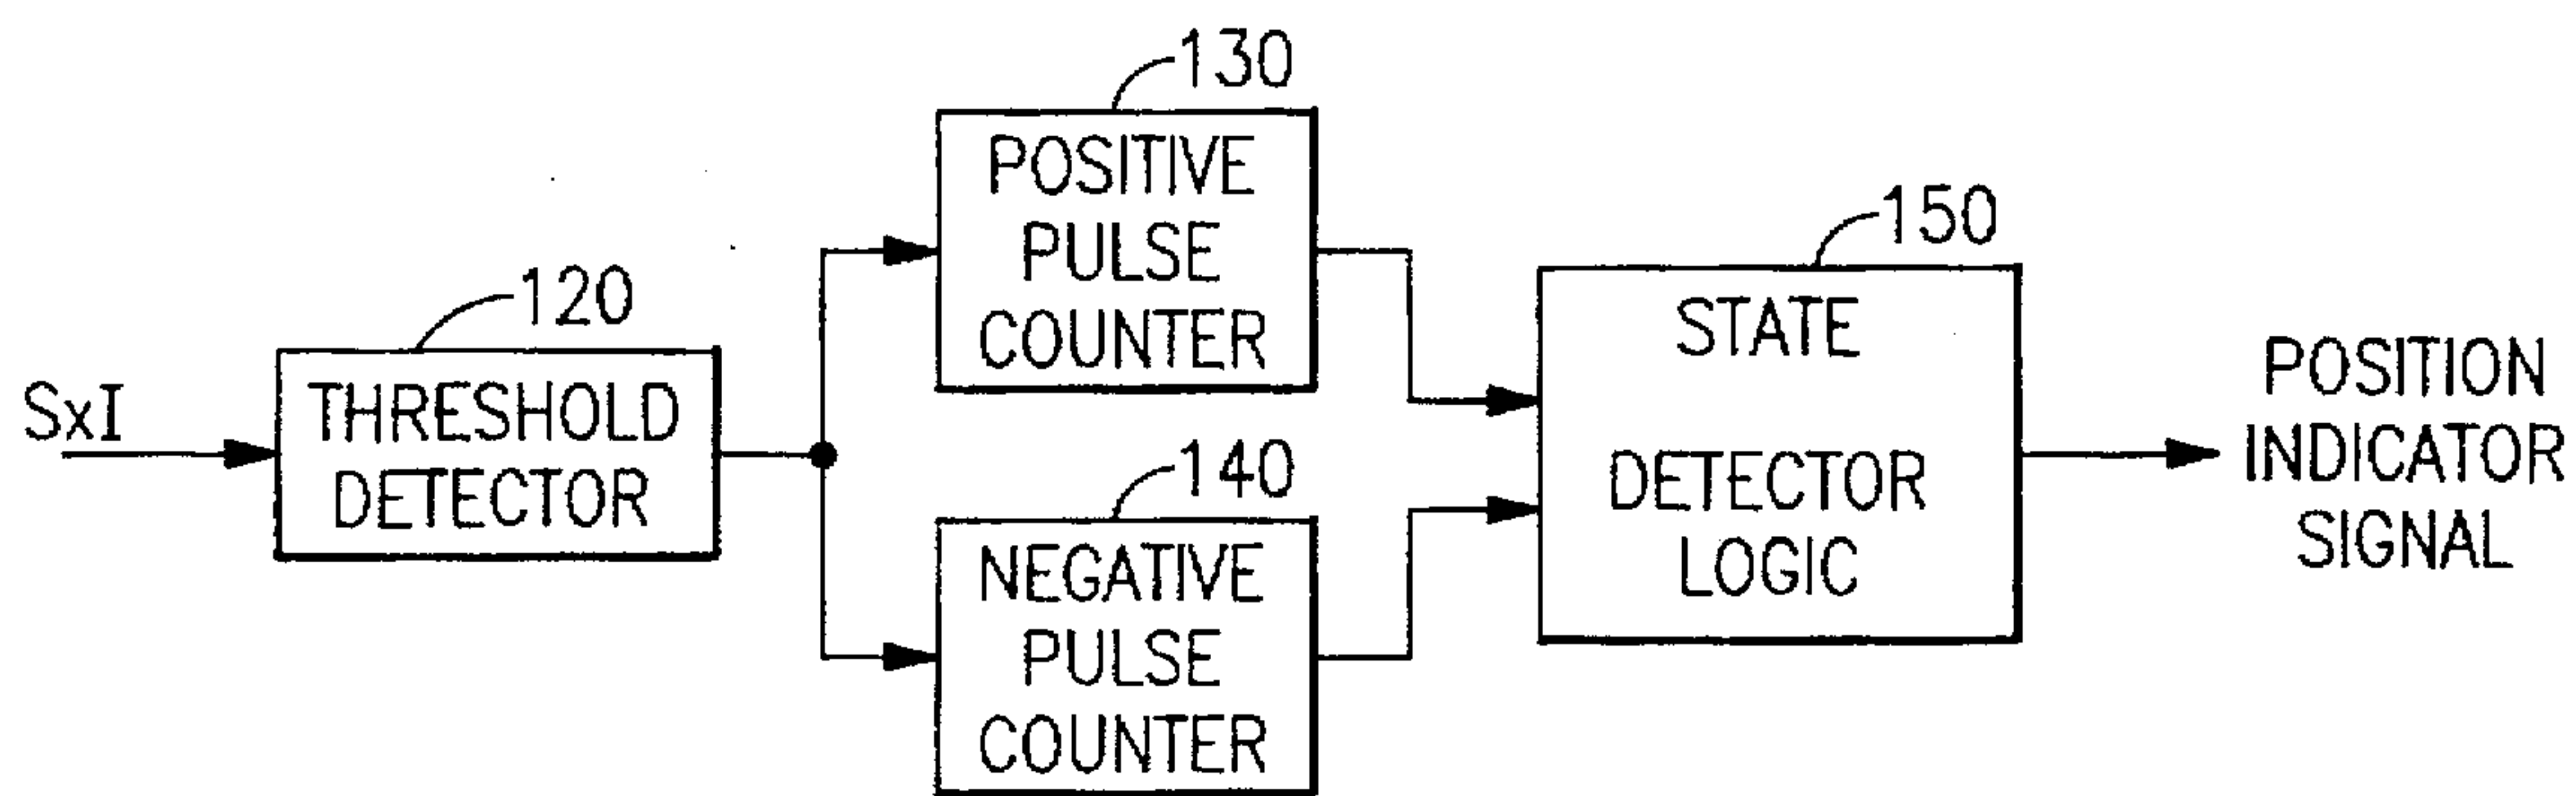 SxI
120
THRESHOLD
DETECTOR
130
POSITIVE
PULSE
COUNTER
140
NEGATIVE
PULSE
COUNTER
150
STATE
DETECTOR
LOGIC
POSITION
INDICATOR
SIGNAL